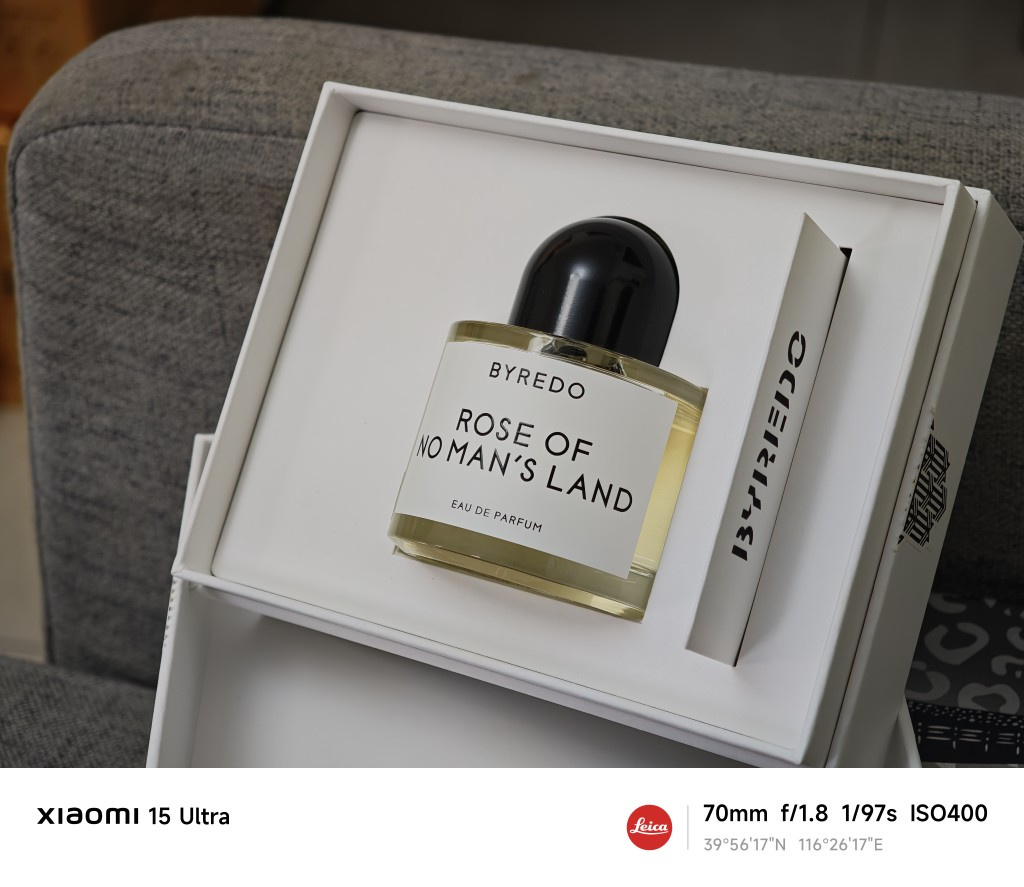 BYREDO
ROSE OF
NO MAN'S LAND
EAU DE PARFUM
BYREDO
xiaomi 15 Ultra
Leica
70mm f/1.8 1/97s ISO400
39°56'17"N 116°26'17"E